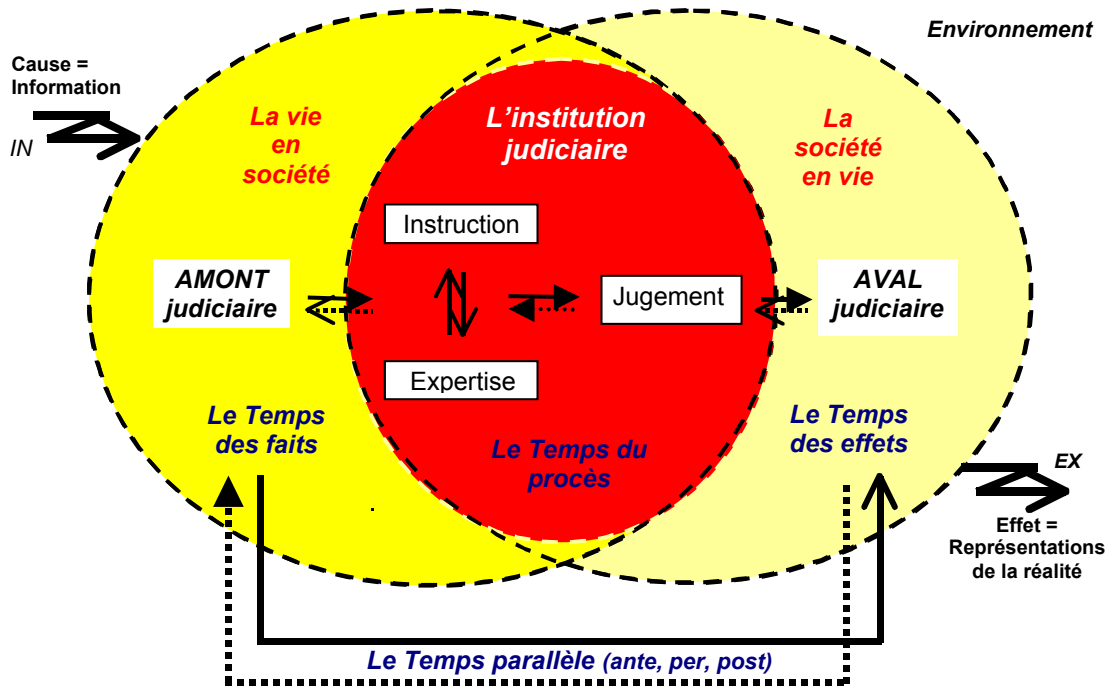 Environnement
Cause =
Information
IN
La vie
en
société
L'institution
judiciaire
La
société
en vie
Instruction
AMONT
judiciaire
Jugement
AVAL
judiciaire
Expertise
Le Temps
des faits
Le Temps du
procès
Le Temps
des effets
EX
Effet =
Représentations
de la réalité
Le Temps parallèle (ante, per, post)